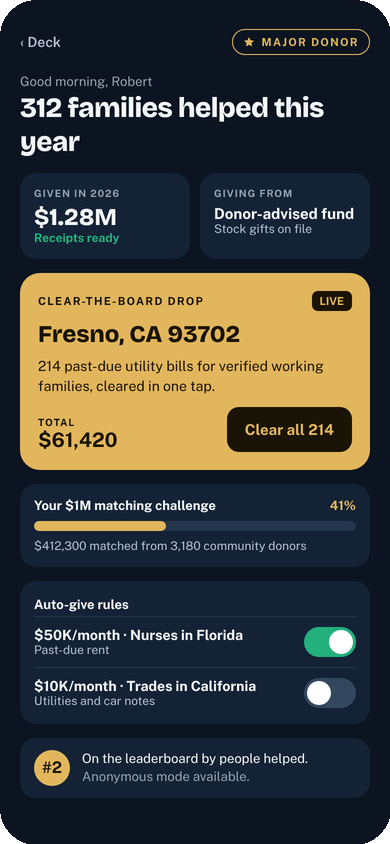 ‹ Deck
★ MAJOR DONOR
Good morning, Robert
312 families helped this
year
GIVEN IN 2026
$1.28M
Receipts ready
GIVING FROM
Donor-advised fund
Stock gifts on file
CLEAR-THE-BOARD DROP
LIVE
Fresno, CA 93702
214 past-due utility bills for verified working
families, cleared in one tap.
TOTAL
$61,420
Clear all 214
Your $1M matching challenge
41%
$412,300 matched from 3,180 community donors
Auto-give rules
$50K/month · Nurses in Florida
Past-due rent
$10K/month · Trades in California
Utilities and car notes
#2
On the leaderboard by people helped.
Anonymous mode available.